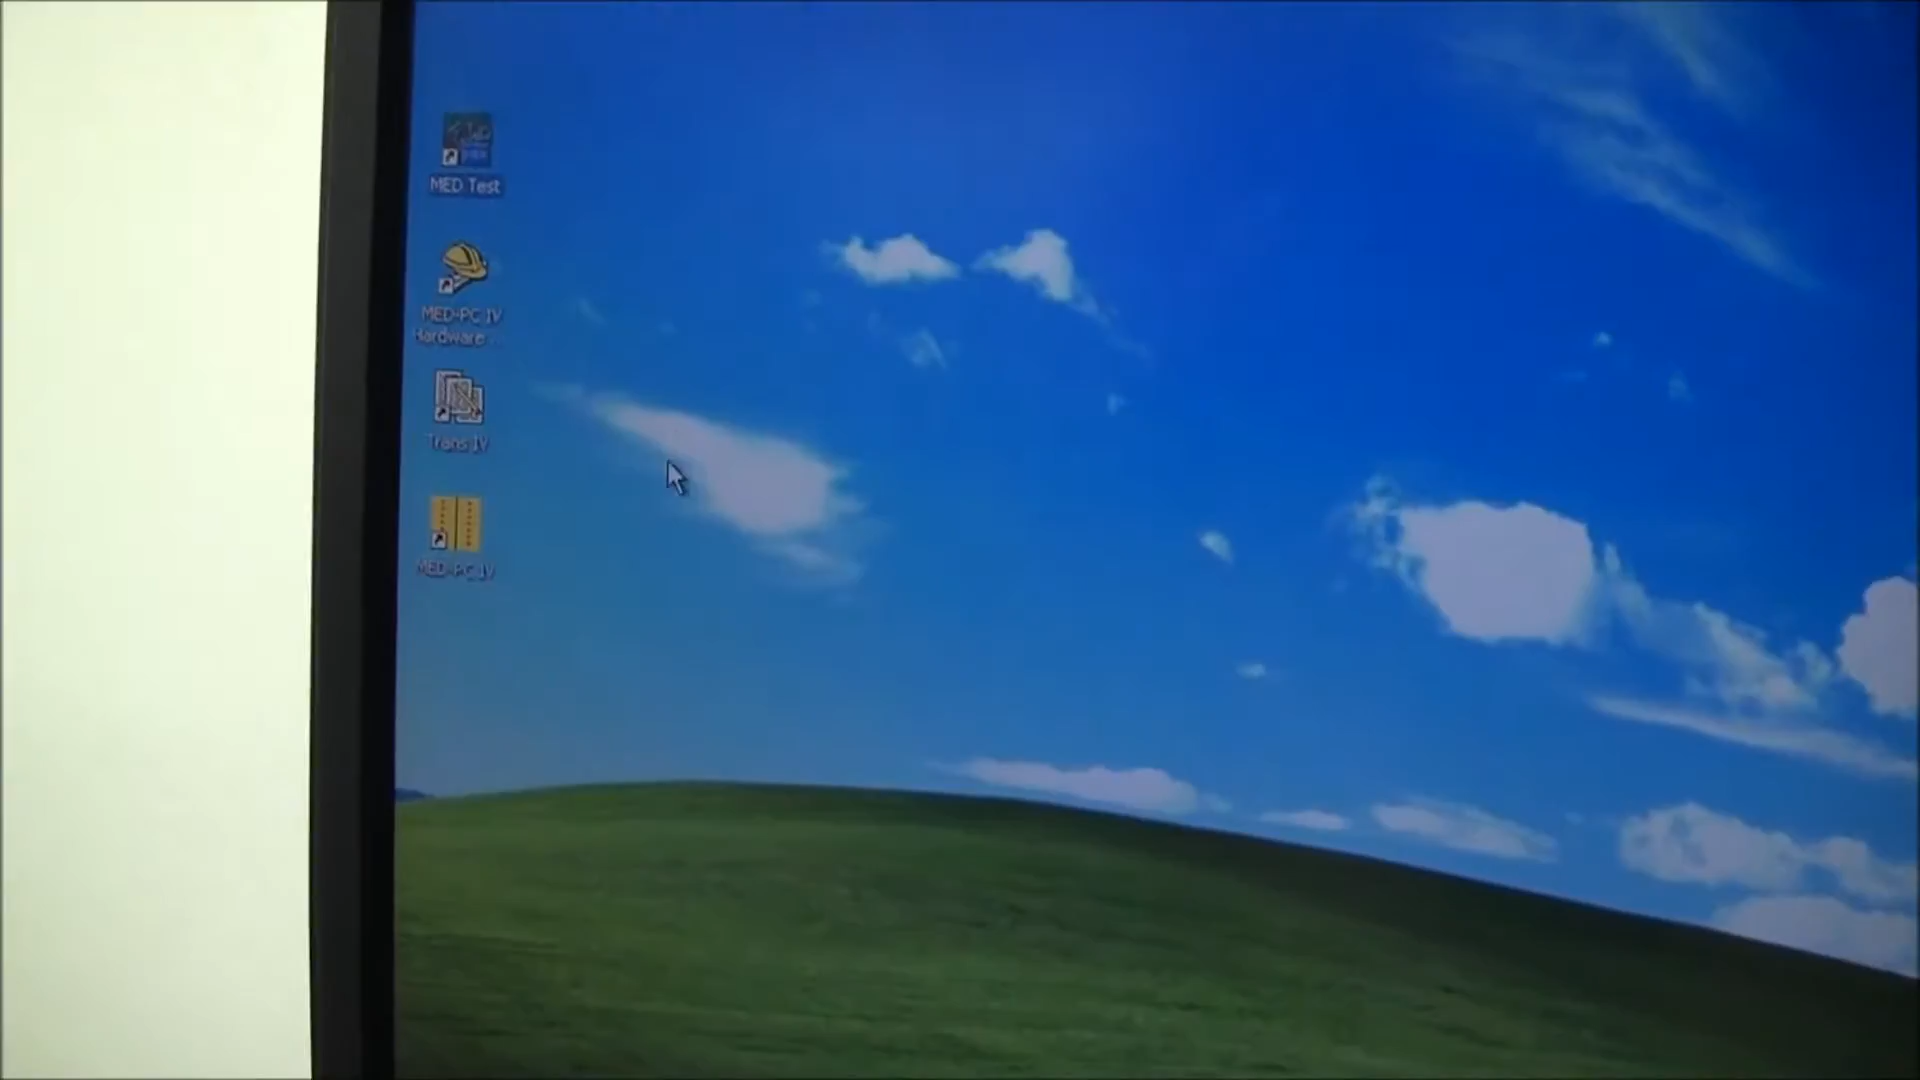 MED Test
MED-PC IV
Hardware ...
Trans IV
MED-PC IV